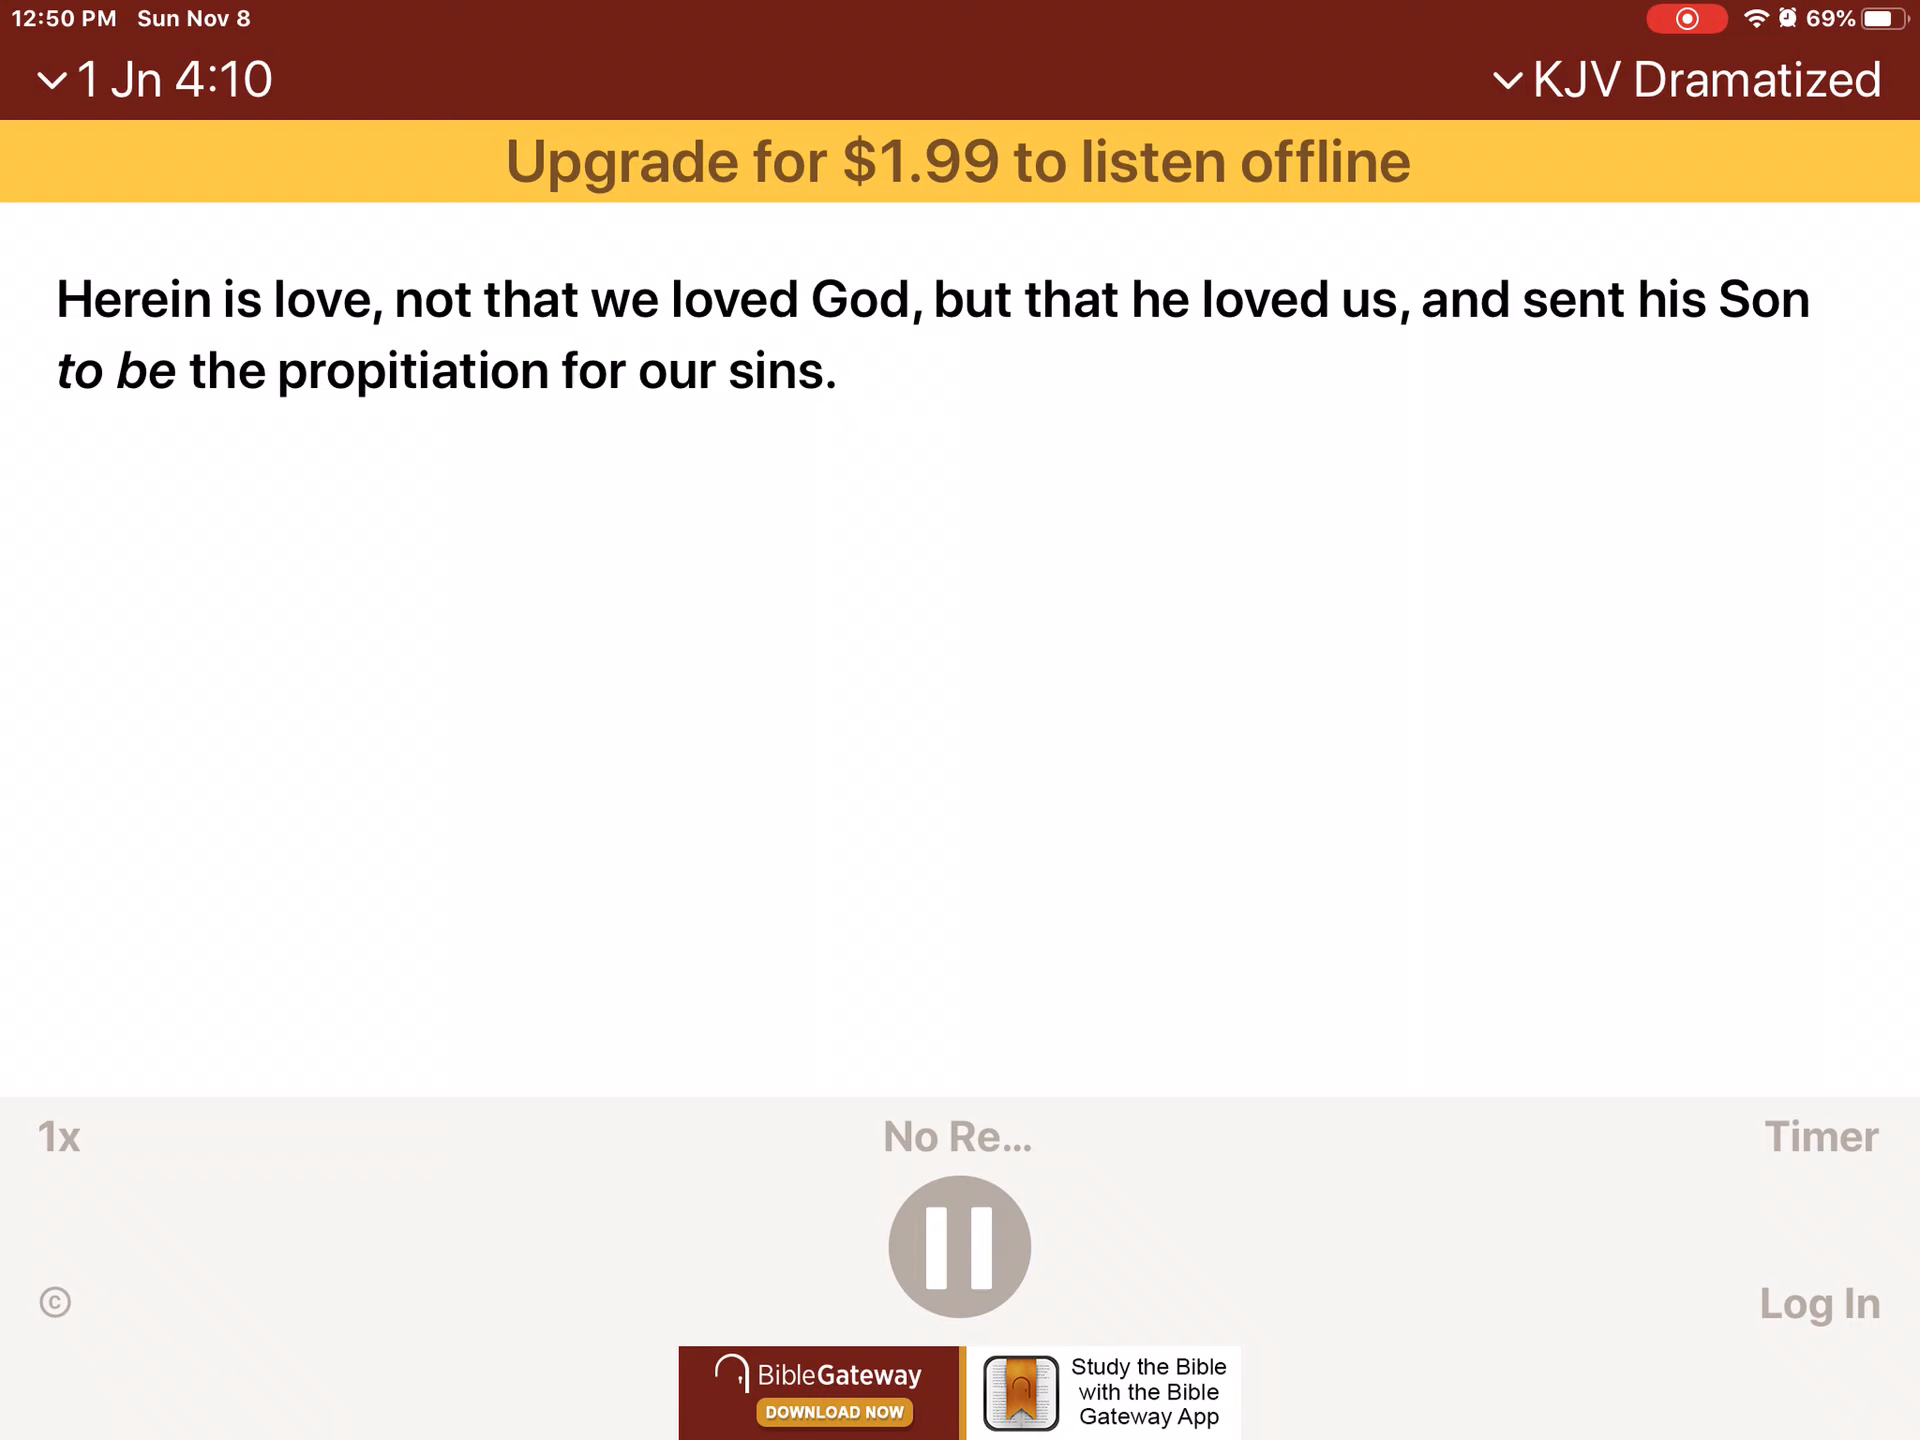 12:50 PM Sun Nov 8 69%
1 Jn 4:10 KJV Dramatized
Upgrade for $1.99 to listen offline
Herein is love, not that we loved God, but that he loved us, and sent his Son
to be the propitiation for our sins.
1x No Re... Timer
© Log In
BibleGateway
DOWNLOAD NOW
Study the Bible
with the Bible
Gateway App